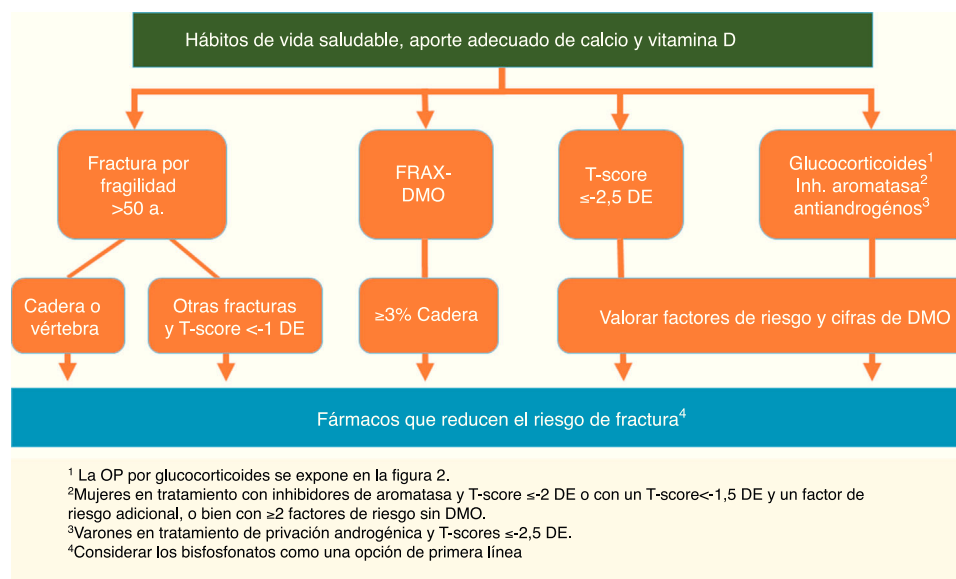 Hábitos de vida saludable, aporte adecuado de calcio y vitamina D
Fractura por
fragilidad
>50 a.
FRAX-
DMO
T-score
≤-2,5 DE
Glucocorticoides¹
Inh. aromatasa²
antiandrogénos³
Cadera o
vértebra
Otras fracturas
y T-score <-1 DE
≥3% Cadera
Valorar factores de riesgo y cifras de DMO
Fármacos que reducen el riesgo de fractura⁴
¹ La OP por glucocorticoides se expone en la figura 2.
²Mujeres en tratamiento con inhibidores de aromatasa y T-score ≤-2 DE o con un T-score<-1,5 DE y un factor de
riesgo adicional, o bien con ≥2 factores de riesgo sin DMO.
³Varones en tratamiento de privación androgénica y T-scores ≤-2,5 DE.
⁴Considerar los bisfosfonatos como una opción de primera línea